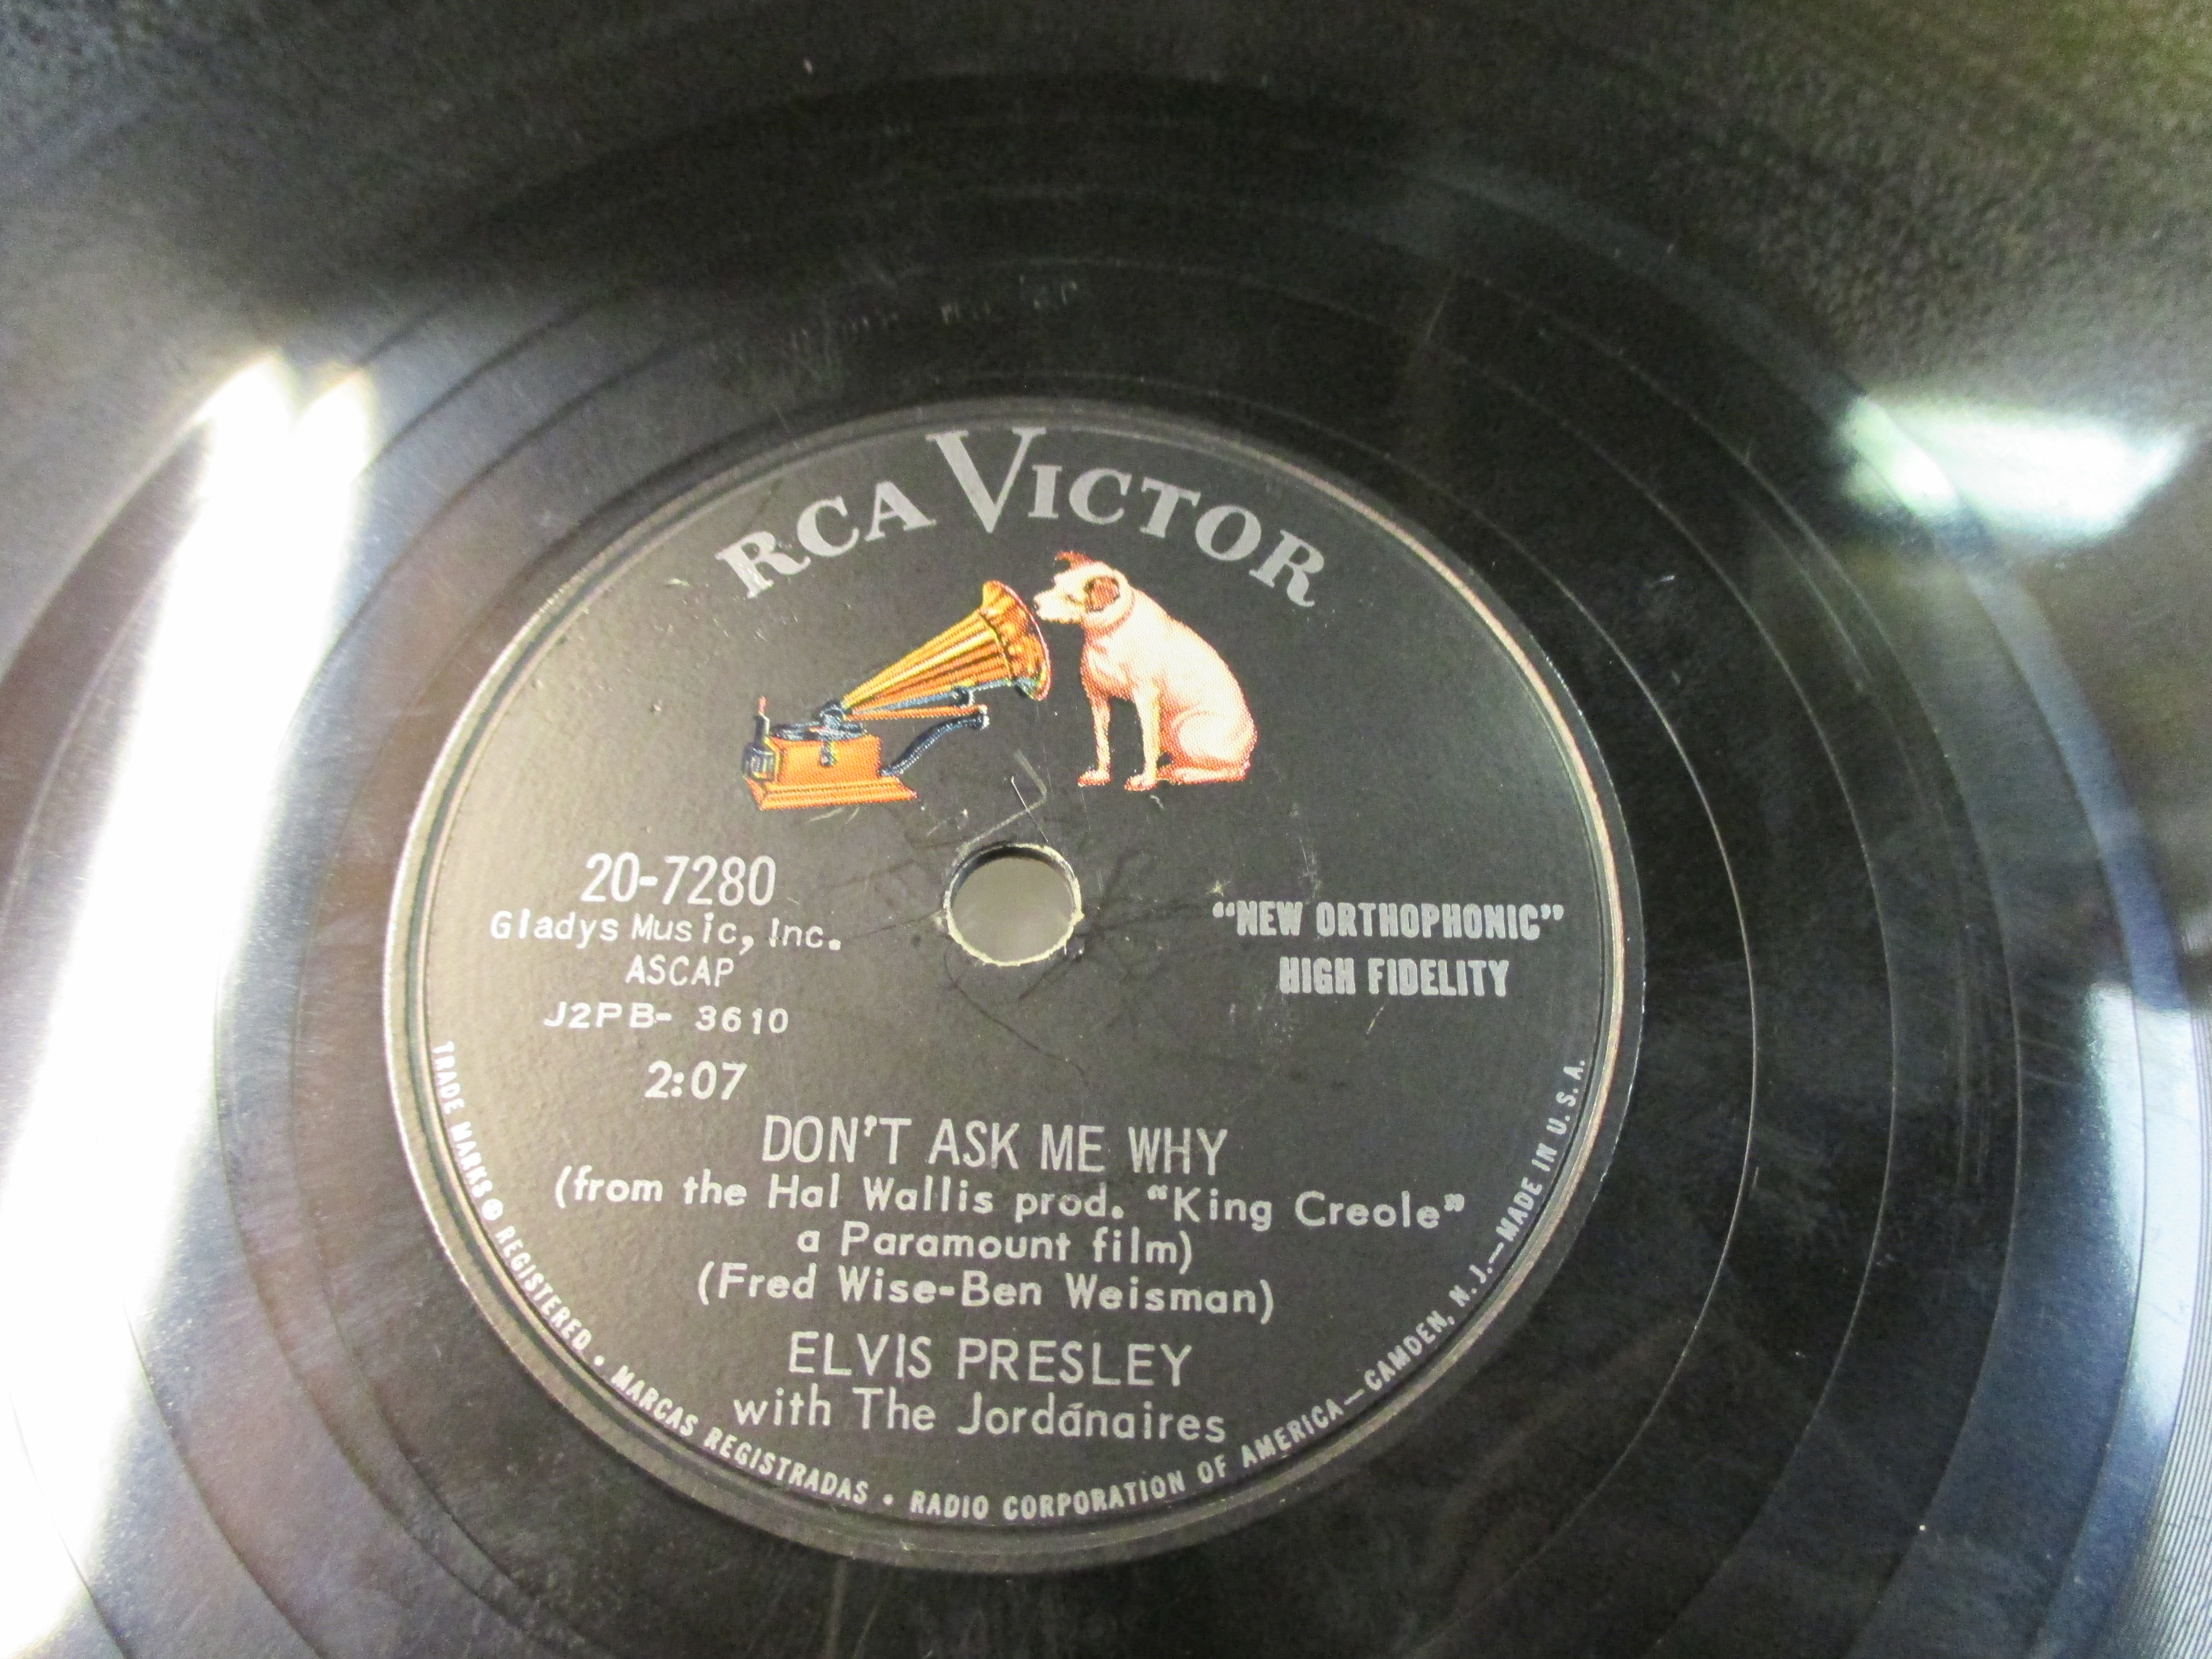 RCA VICTOR
20-7280
Gladys Music, Inc.
ASCAP
J2PB- 3610
2:07
"NEW ORTHOPHONIC"
HIGH FIDELITY
DON'T ASK ME WHY
(from the Hal Wallis prod. "King Creole"
a Paramount film)
(Fred Wise-Ben Weisman)
ELVIS PRESLEY
with The Jordánaires
TRADE MARKS ® REGISTERED • MARCAS REGISTRADAS • RADIO CORPORATION OF AMERICA—CAMDEN, N. J.—MADE IN U. S. A.